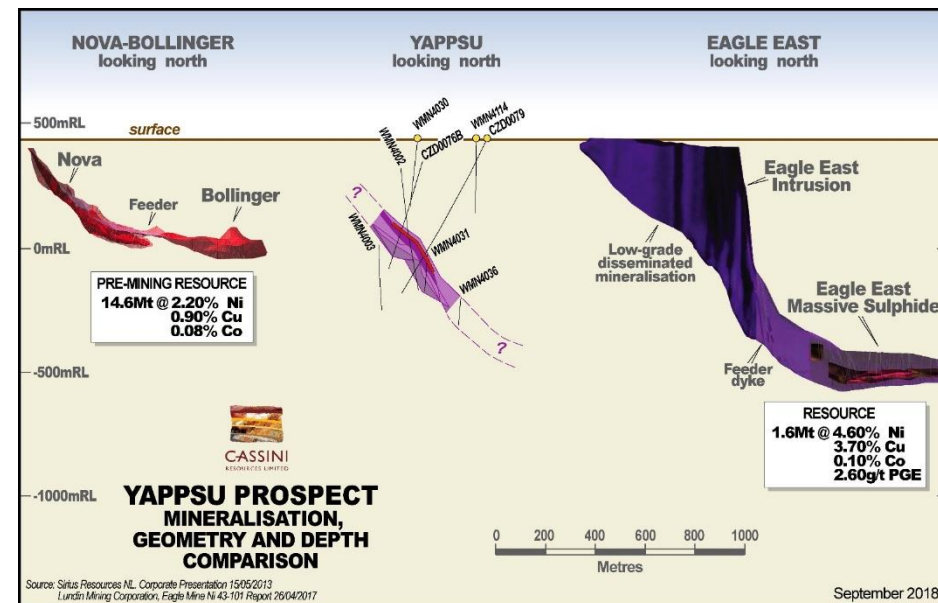 NOVA-BOLLINGER
looking north
YAPPSU
looking north
EAGLE EAST
looking north
500mRL
surface
WMN4002
WMN4030
CZD0076B
WMN4114
CZD0079
Nova
Feeder
Bollinger
0mRL
?
WMN4003
WMN4031
WMN4036
?
Eagle East
Intrusion
Low-grade
disseminated
mineralisation
Eagle East
Massive Sulphide
Feeder
dyke
PRE-MINING RESOURCE
14.6Mt @ 2.20% Ni
0.90% Cu
0.08% Co
-500mRL
RESOURCE
1.6Mt @ 4.60% Ni
3.70% Cu
0.10% Co
2.60g/t PGE
CASSINI
RESOURCES LIMITED
-1000mRL
YAPPSU PROSPECT
MINERALISATION,
GEOMETRY AND DEPTH
COMPARISON
0 200 400 600 800 1000
Metres
Source: Sirius Resources NL. Corporate Presentation 15/05/2013
Lundin Mining Corporation, Eagle Mine Ni 43-101 Report 26/04/2017
September 2018